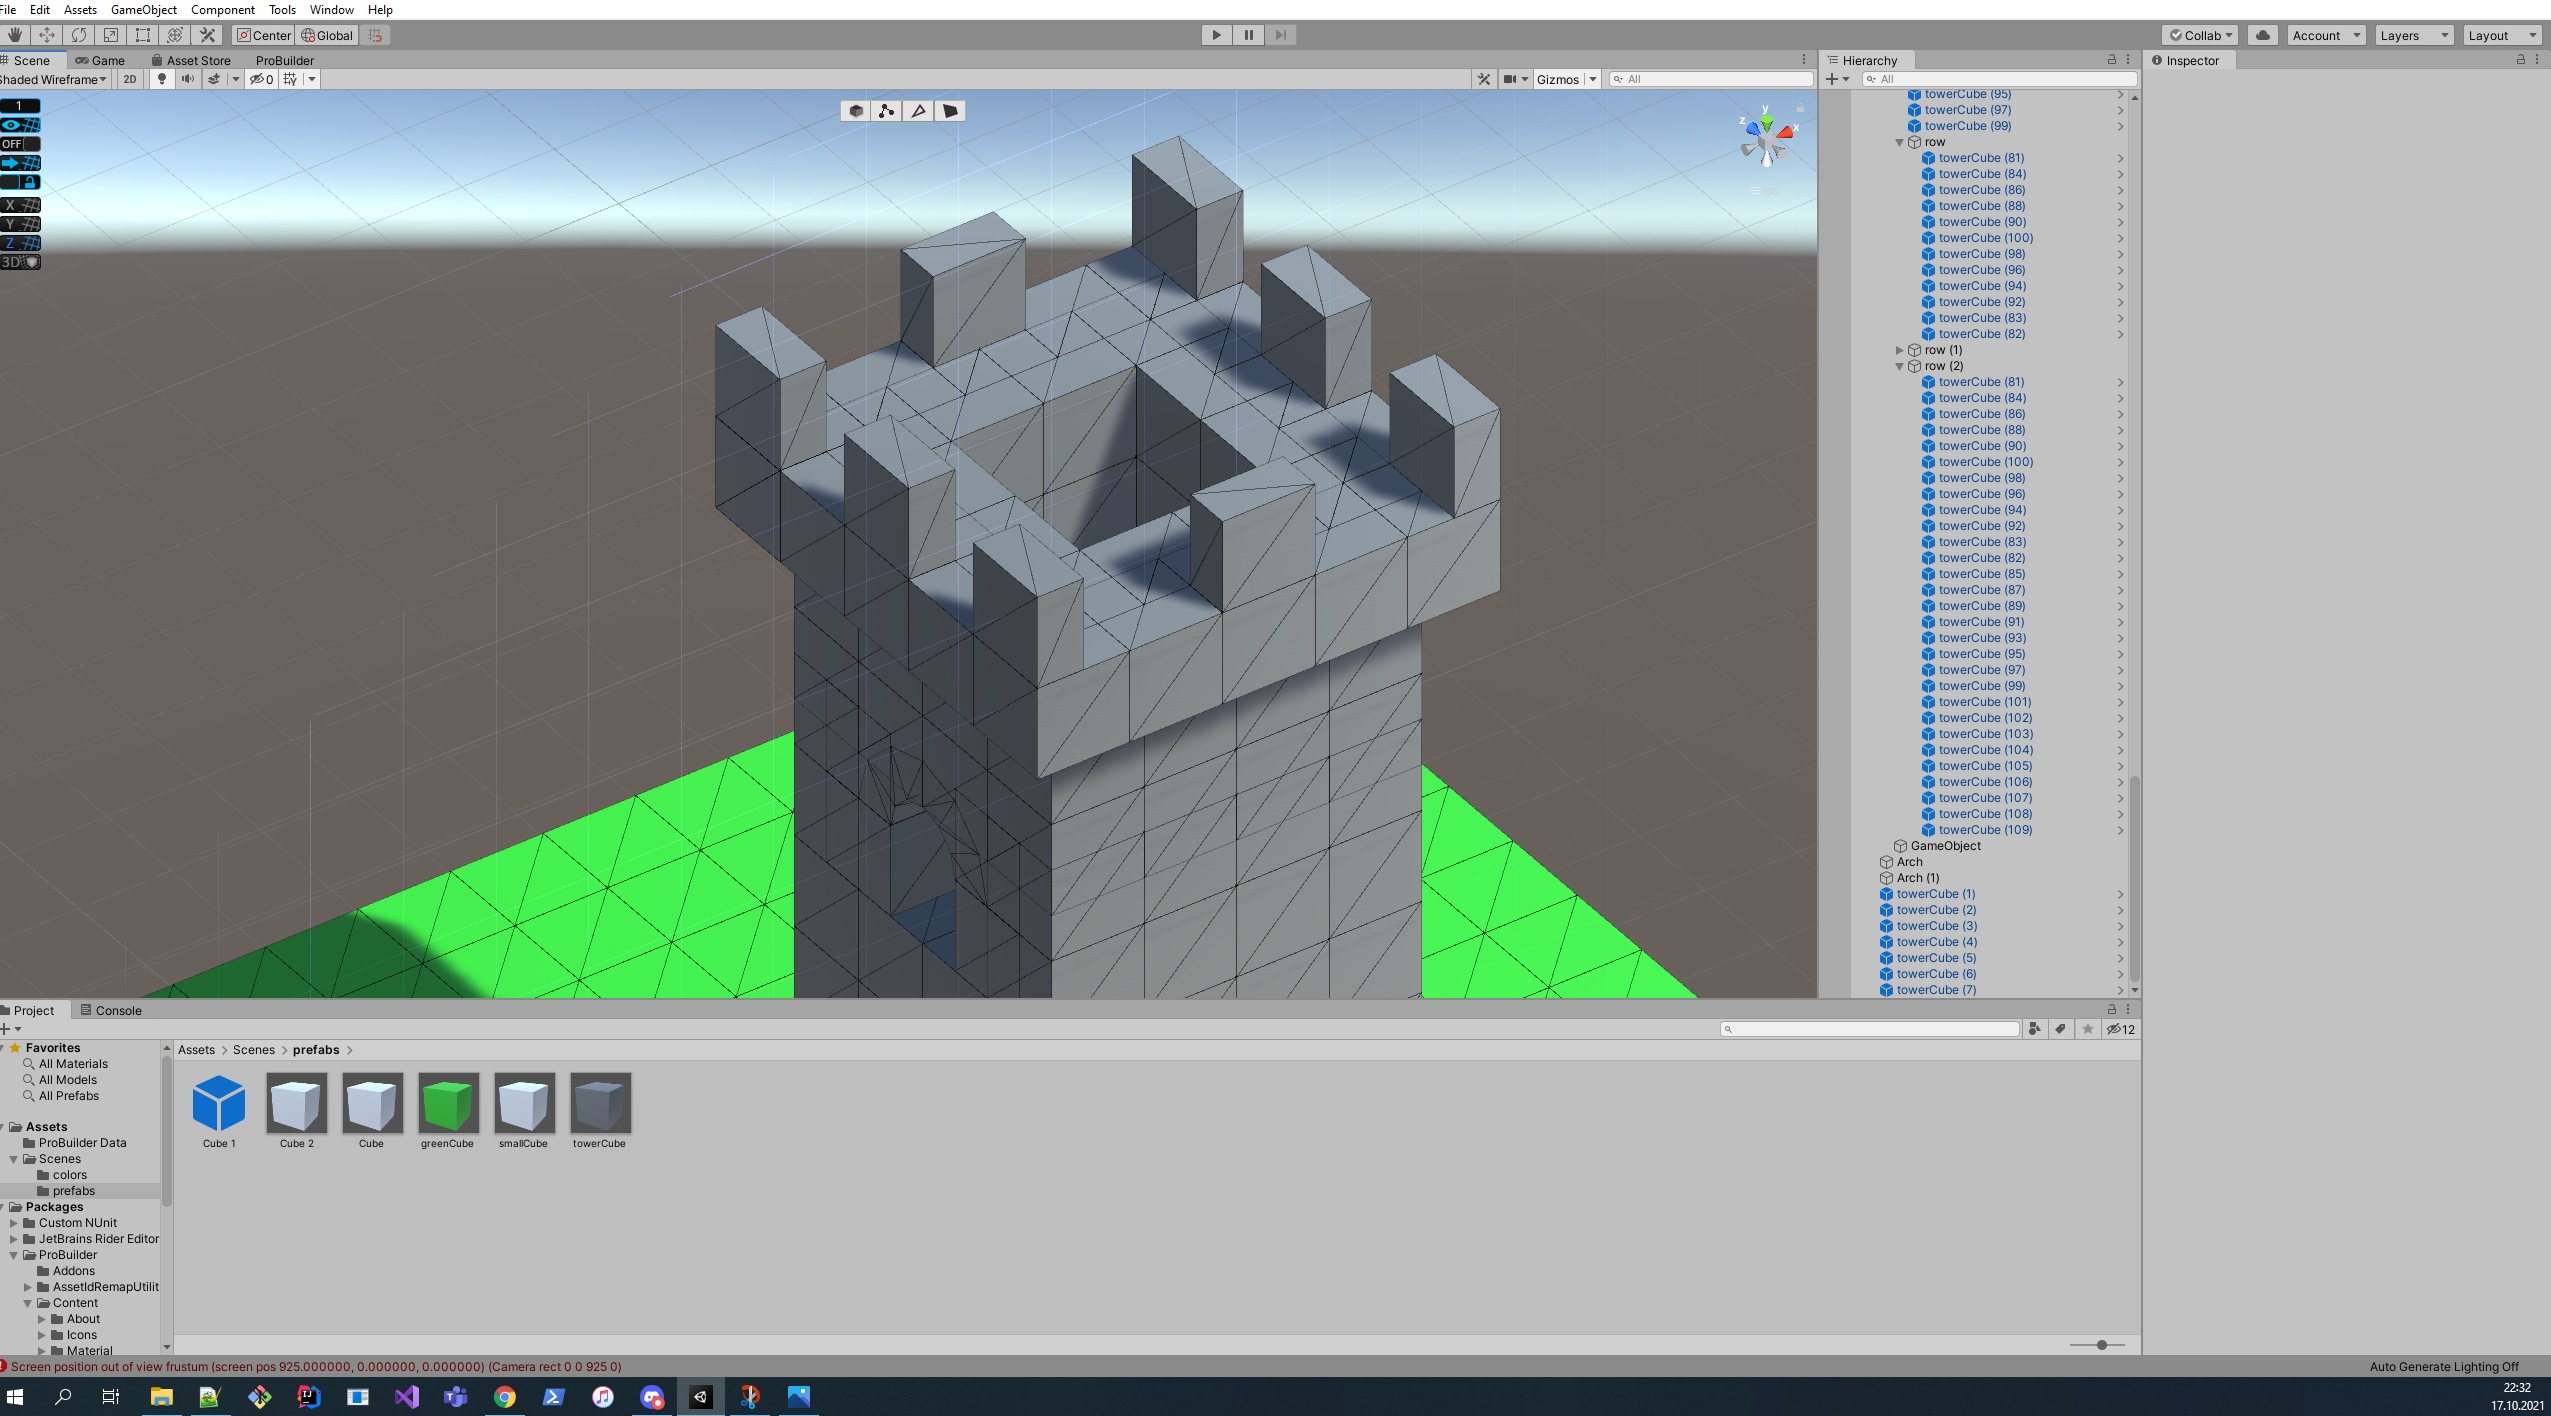 File Edit Assets GameObject Component Tools Window Help
Center Global
Collab Account Layers Layout
Scene Game Asset Store ProBuilder
Shaded Wireframe 2D 0 Gizmos All
1
OFF
X
Y
Z
3D
y
z x
Hierarchy
All
towerCube (95)
towerCube (97)
towerCube (99)
row
towerCube (81)
towerCube (84)
towerCube (86)
towerCube (88)
towerCube (90)
towerCube (100)
towerCube (98)
towerCube (96)
towerCube (94)
towerCube (92)
towerCube (83)
towerCube (82)
row (1)
row (2)
towerCube (81)
towerCube (84)
towerCube (86)
towerCube (88)
towerCube (90)
towerCube (100)
towerCube (98)
towerCube (96)
towerCube (94)
towerCube (92)
towerCube (83)
towerCube (82)
towerCube (85)
towerCube (87)
towerCube (89)
towerCube (91)
towerCube (93)
towerCube (95)
towerCube (97)
towerCube (99)
towerCube (101)
towerCube (102)
towerCube (103)
towerCube (104)
towerCube (105)
towerCube (106)
towerCube (107)
towerCube (108)
towerCube (109)
GameObject
Arch
Arch (1)
towerCube (1)
towerCube (2)
towerCube (3)
towerCube (4)
towerCube (5)
towerCube (6)
towerCube (7)
Inspector
Project Console
12
Favorites
All Materials
All Models
All Prefabs
Assets
ProBuilder Data
Scenes
colors
prefabs
Packages
Custom NUnit
JetBrains Rider Editor
ProBuilder
Addons
AssetIdRemapUtilit
Content
About
Icons
Material
Assets > Scenes > prefabs >
Cube 1 Cube 2 Cube greenCube smallCube towerCube
Screen position out of view frustum (screen pos 925.000000, 0.000000, 0.000000) (Camera rect 0 0 925 0)
Auto Generate Lighting Off
22:32
17.10.2021